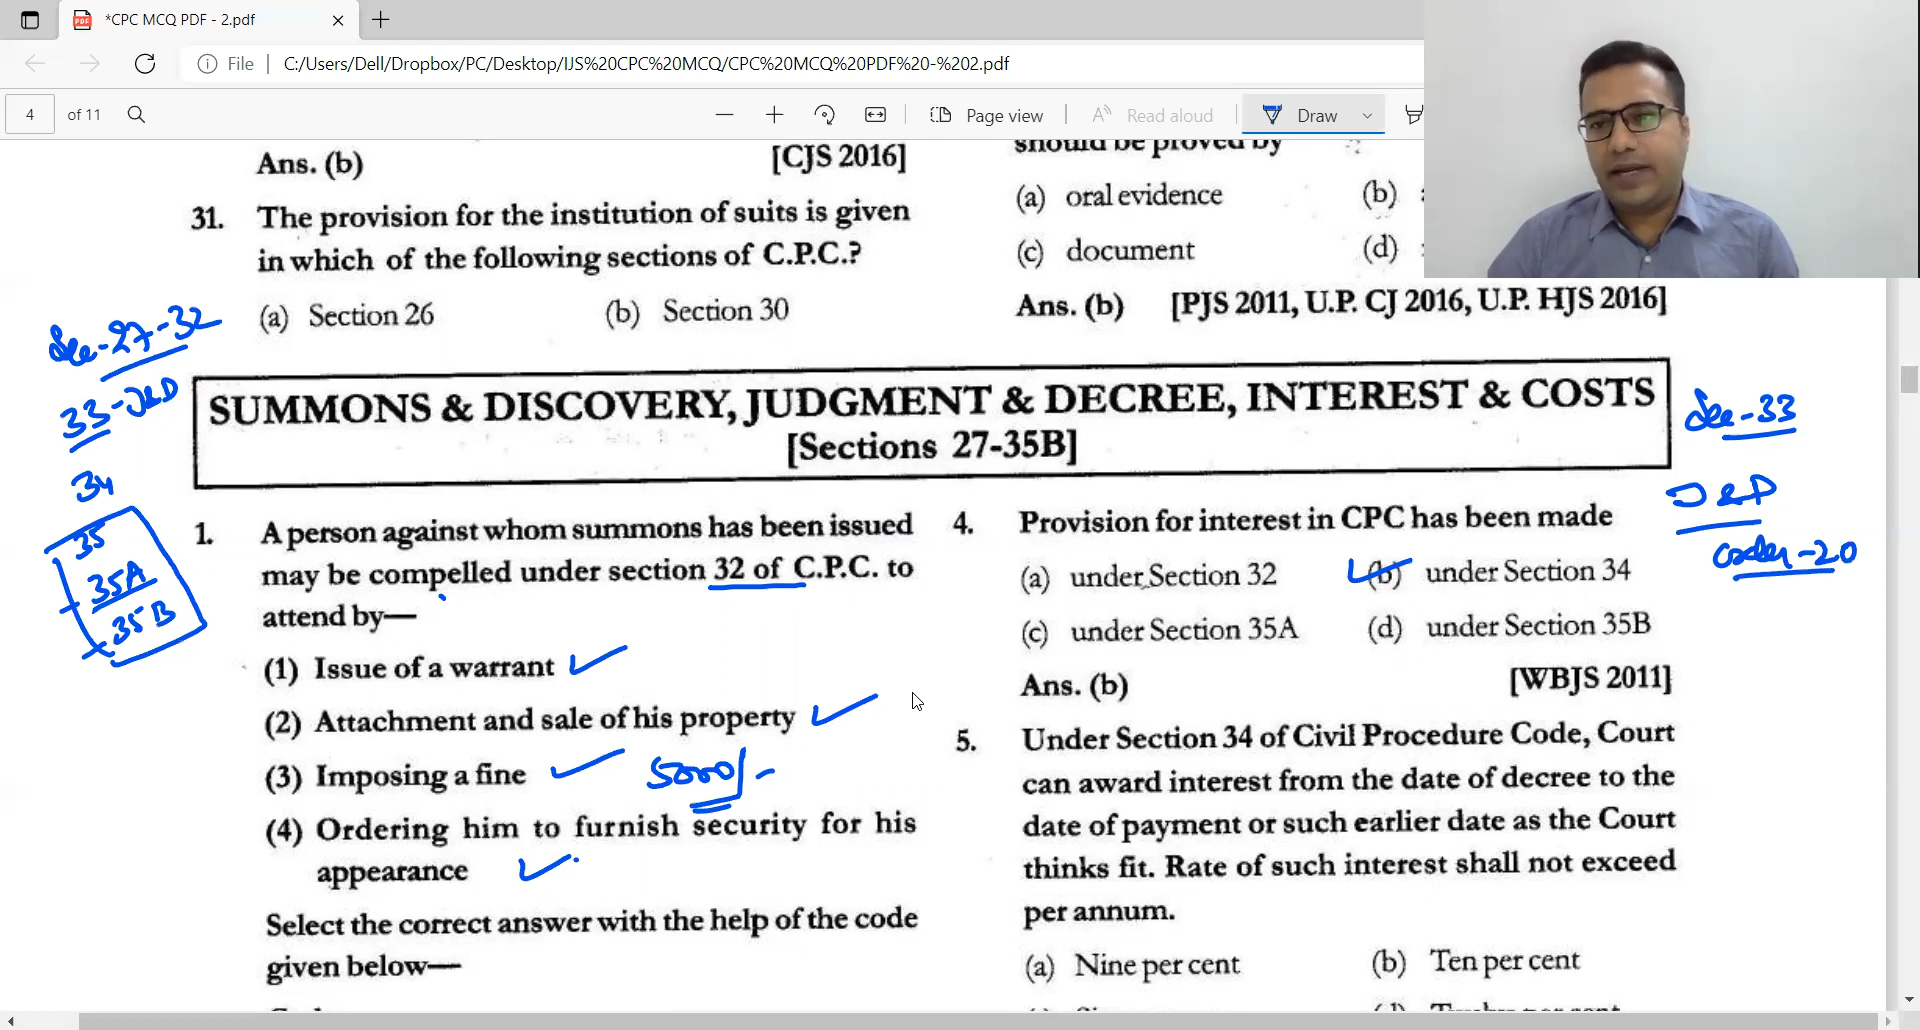 *CPC MCQ PDF - 2.pdf
File
C:/Users/Dell/Dropbox/PC/Desktop/IJS%20CPC%20MCQ/CPC%20MCQ%20PDF%20-%202.pdf
4 of 11
Page view
Read aloud
Draw
Ans. (b) [CJS 2016]
31. The provision for the institution of suits is given
in which of the following sections of C.P.C.?
(a) Section 26 (b) Section 30
should be proved by
(a) oral evidence (b)
(c) document (d)
Ans. (b) [PJS 2011, U.P. CJ 2016, U.P. HJS 2016]
Sec-27-32
33-J&D
34
35
35A
35B
SUMMONS & DISCOVERY, JUDGMENT & DECREE, INTEREST & COSTS
[Sections 27-35B]
Sec-33
J&D
order-20
1. A person against whom summons has been issued
may be compelled under section 32 of C.P.C. to
attend by—
(1) Issue of a warrant
(2) Attachment and sale of his property
(3) Imposing a fine 5000/-
(4) Ordering him to furnish security for his
appearance
Select the correct answer with the help of the code
given below—
4. Provision for interest in CPC has been made
(a) under Section 32 (b) under Section 34
(c) under Section 35A (d) under Section 35B
Ans. (b) [WBJS 2011]
5. Under Section 34 of Civil Procedure Code, Court
can award interest from the date of decree to the
date of payment or such earlier date as the Court
thinks fit. Rate of such interest shall not exceed
per annum.
(a) Nine per cent (b) Ten per cent